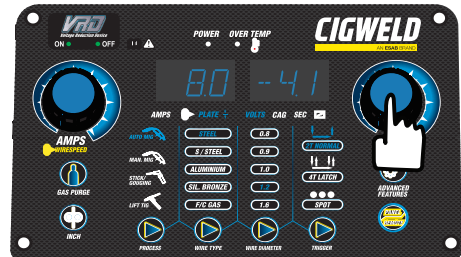 VRD
Voltage Reduction Device
ON OFF
POWER OVER TEMP
CIGWELD
AN ESAB BRAND
8.0 -4.1
AMPS PLATE VOLTS CAG SEC
AMPS
WIRESPEED
AUTO MIG STEEL 0.8 2T NORMAL
MAN. MIG S / STEEL 0.9
STICK/
GOUGING ALUMINIUM 1.0 4T LATCH
LIFT TIG SIL. BRONZE 1.2
F/C GAS 1.6 SPOT
GAS PURGE
ADVANCED
FEATURES
INCH
PROCESS WIRE TYPE WIRE DIAMETER TRIGGER